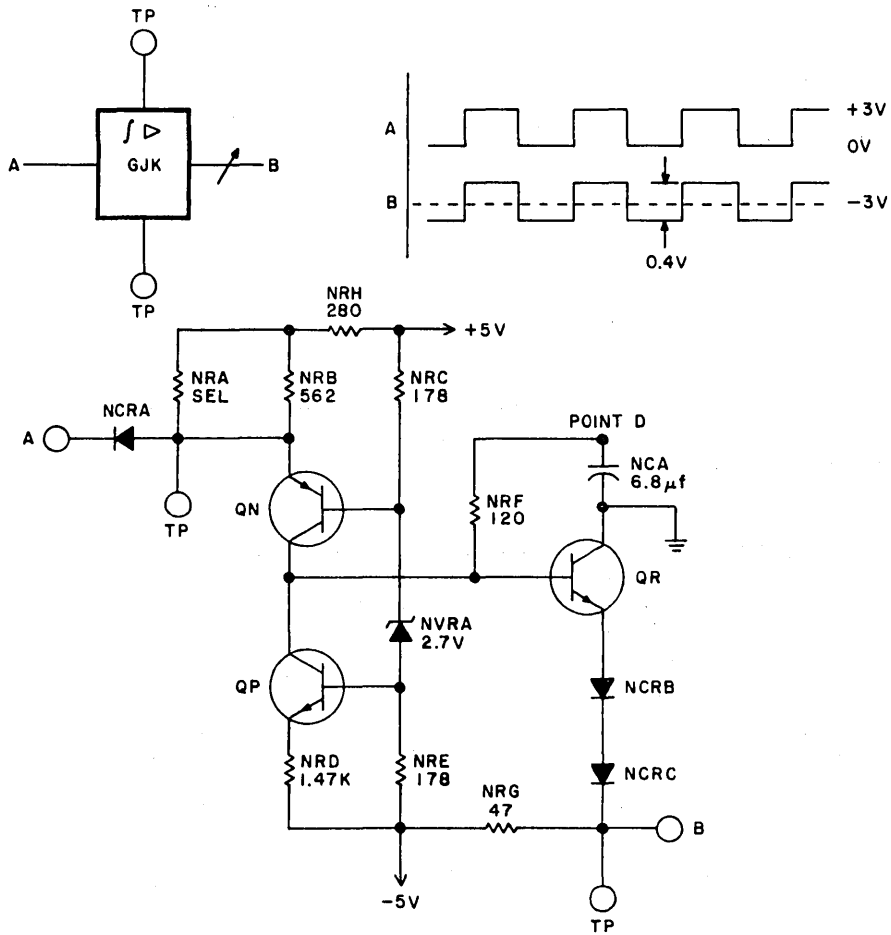 TP
∫ ▷
A GJK B
TP
A +3V
0V
B -3V
0.4V
NRH
280
+5V
NRA
SEL
NRB
562
NRC
178
NCRA
A
POINT D
TP
QN
NRF
120
NCA
6.8µf
QR
NVRA
2.7V
QP
NCRB
NRD
1.47K
NRE
178
NRG
47
NCRC
B
-5V
TP